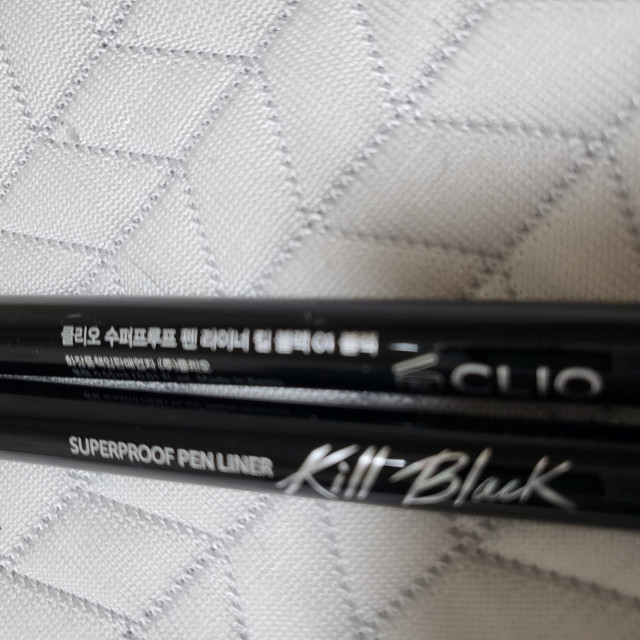 클리오 수퍼프루프 펜 라이너 킬 블랙 01 블랙
CLIO
SUPERPROOF PEN LINER Kill Black